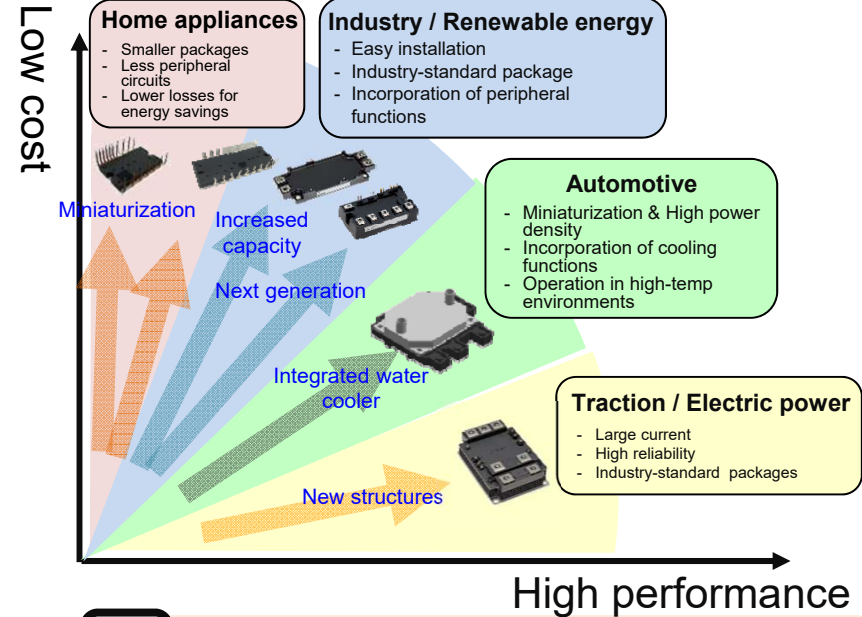 Low cost
Home appliances
- Smaller packages
- Less peripheral
circuits
- Lower losses for
energy savings
Industry / Renewable energy
- Easy installation
- Industry-standard package
- Incorporation of peripheral
functions
Automotive
- Miniaturization & High power
density
- Incorporation of cooling
functions
- Operation in high-temp
environments
Miniaturization
Increased
capacity
Next generation
Integrated water
cooler
Traction / Electric power
- Large current
- High reliability
- Industry-standard packages
New structures
High performance